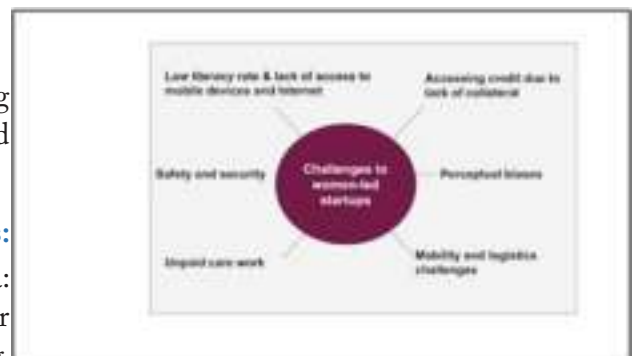 Low literacy rate & lack of access to
mobile devices and internet
Accessing credit due to
lack of collateral
Safety and security
Challenges to
women-led
startups
Perceptual biases
Unpaid care work
Mobility and logistics
challenges